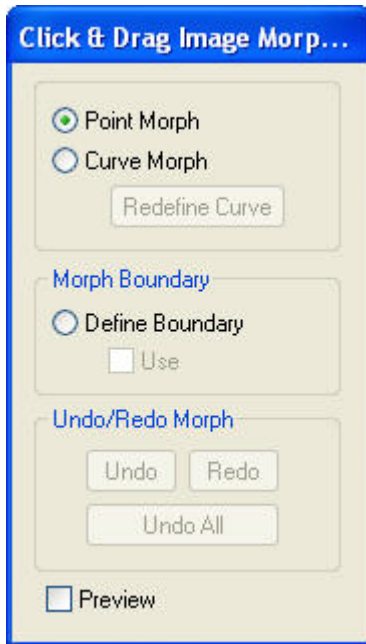 Click & Drag Image Morp...
Point Morph
Curve Morph
Redefine Curve
Morph Boundary
Define Boundary
Use
Undo/Redo Morph
Undo Redo
Undo All
Preview